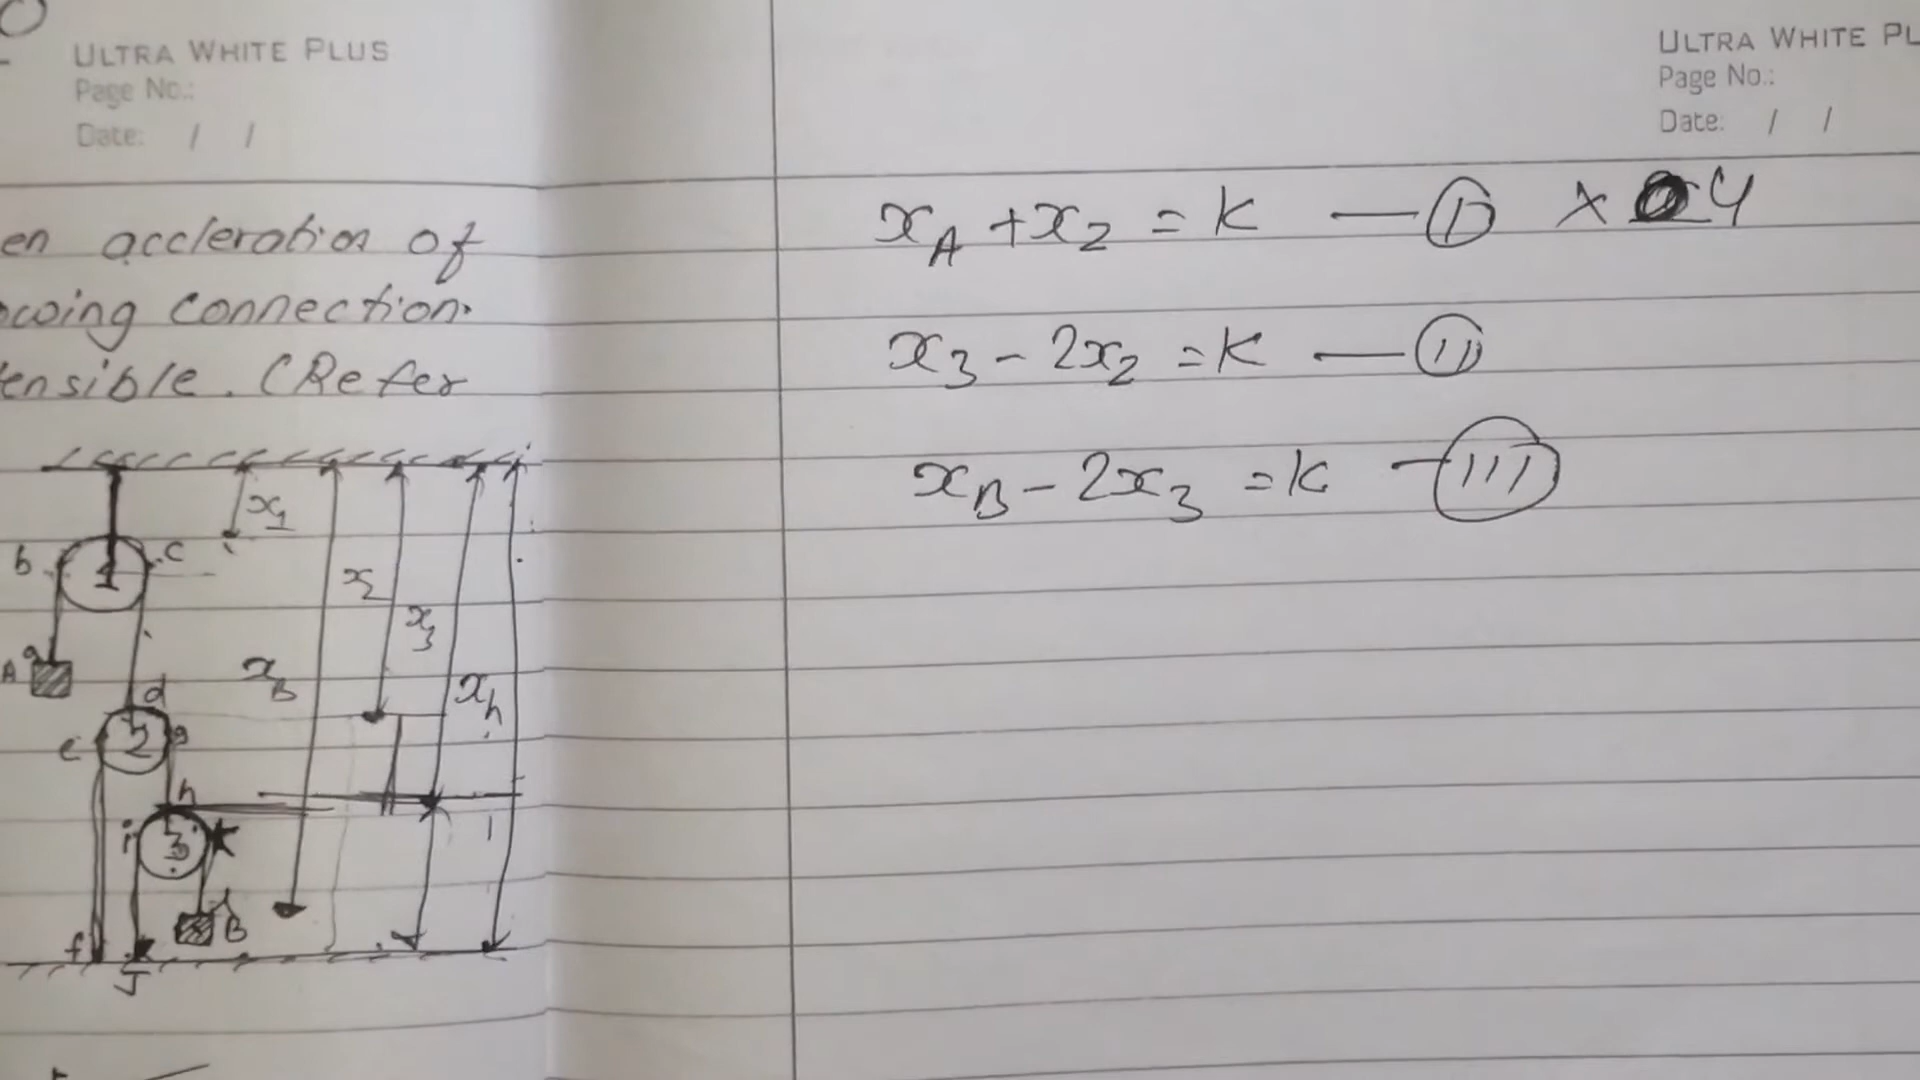 ULTRA WHITE PLUS
Page No.:
Date: / /
en accleration of
owing connection.
tensible. (Refer
x1
b
c
1
x2
x3
A
a
xB
d
xh
e
2
g
h
i
3
k
l
B
f
J
ULTRA WHITE PL
Page No.:
Date: / /
xA + x2 = K — (I) × 4
x3 - 2x2 = K — (II)
xB - 2x3 = K — (III)